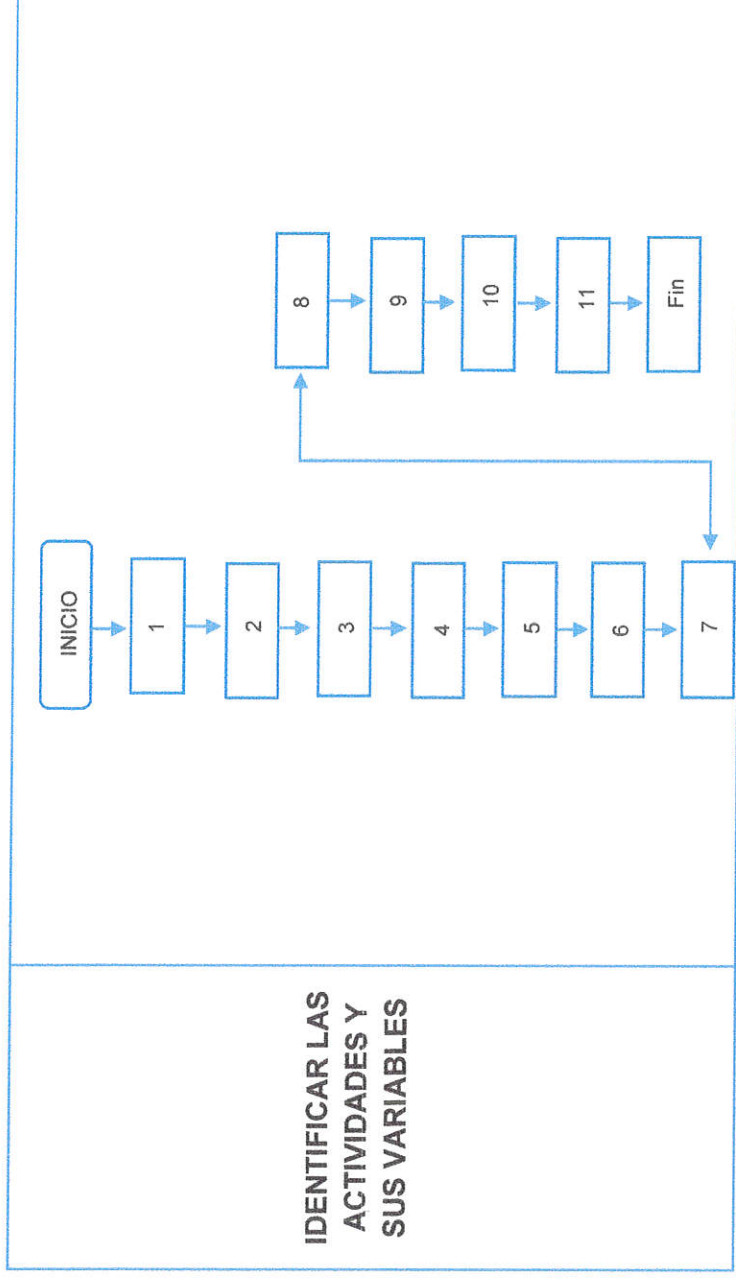 IDENTIFICAR LAS
ACTIVIDADES Y
SUS VARIABLES
INICIO
1
2
3
4
5
6
7
8
9
10
11
Fin